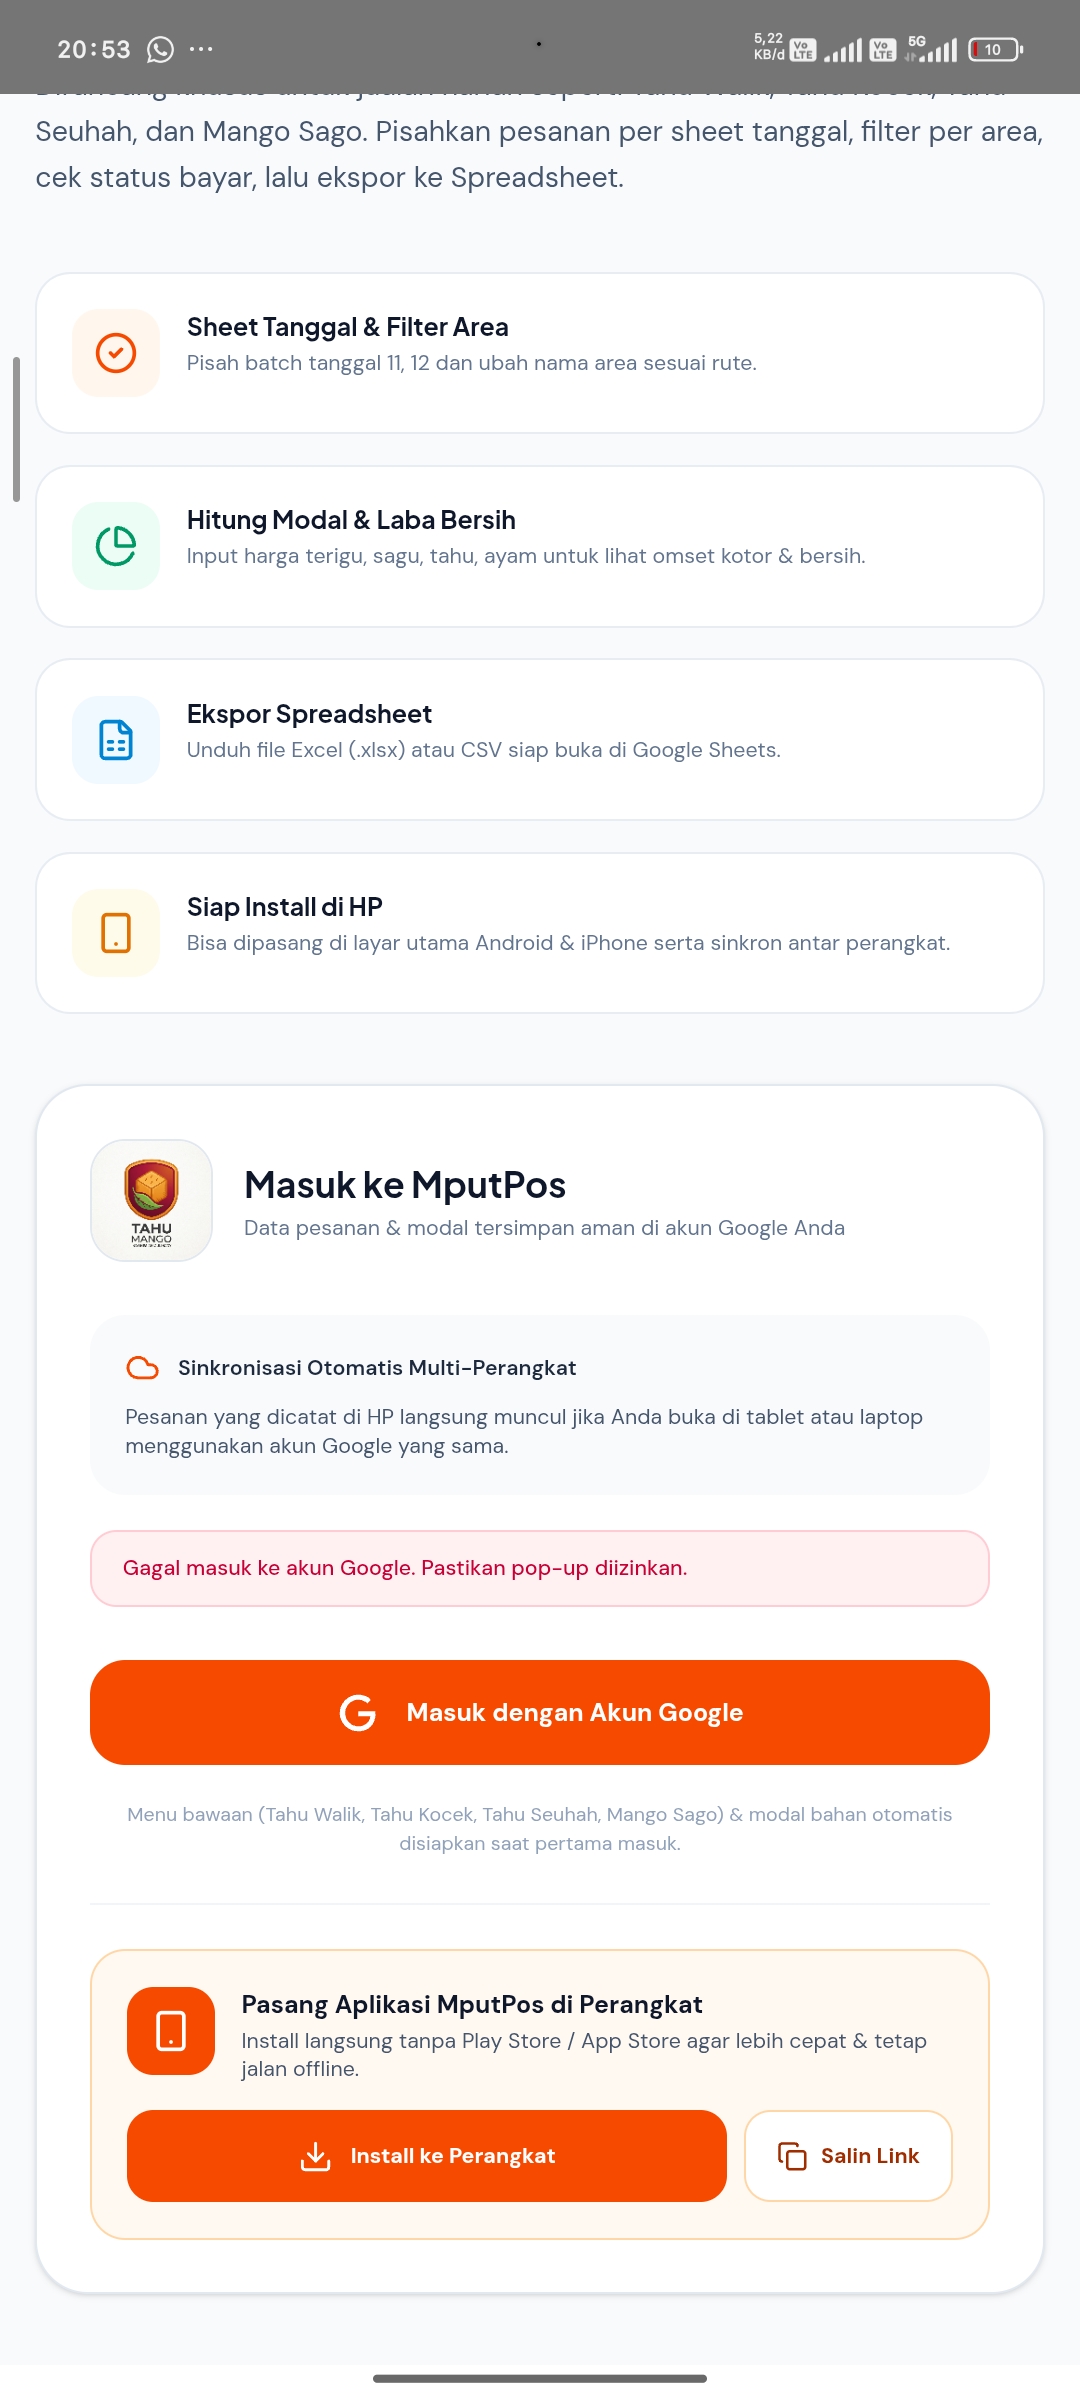 20:53
5,22
KB/d
Vo
LTE
Vo
LTE
5G
10
Seuhah, dan Mango Sago. Pisahkan pesanan per sheet tanggal, filter per area,
cek status bayar, lalu ekspor ke Spreadsheet.
Sheet Tanggal & Filter Area
Pisah batch tanggal 11, 12 dan ubah nama area sesuai rute.
Hitung Modal & Laba Bersih
Input harga terigu, sagu, tahu, ayam untuk lihat omset kotor & bersih.
Ekspor Spreadsheet
Unduh file Excel (.xlsx) atau CSV siap buka di Google Sheets.
Siap Install di HP
Bisa dipasang di layar utama Android & iPhone serta sinkron antar perangkat.
TAHU
MANGO
Masuk ke MputPos
Data pesanan & modal tersimpan aman di akun Google Anda
Sinkronisasi Otomatis Multi-Perangkat
Pesanan yang dicatat di HP langsung muncul jika Anda buka di tablet atau laptop
menggunakan akun Google yang sama.
Gagal masuk ke akun Google. Pastikan pop-up diizinkan.
Masuk dengan Akun Google
Menu bawaan (Tahu Walik, Tahu Kocek, Tahu Seuhah, Mango Sago) & modal bahan otomatis
disiapkan saat pertama masuk.
Pasang Aplikasi MputPos di Perangkat
Install langsung tanpa Play Store / App Store agar lebih cepat & tetap
jalan offline.
Install ke Perangkat
Salin Link